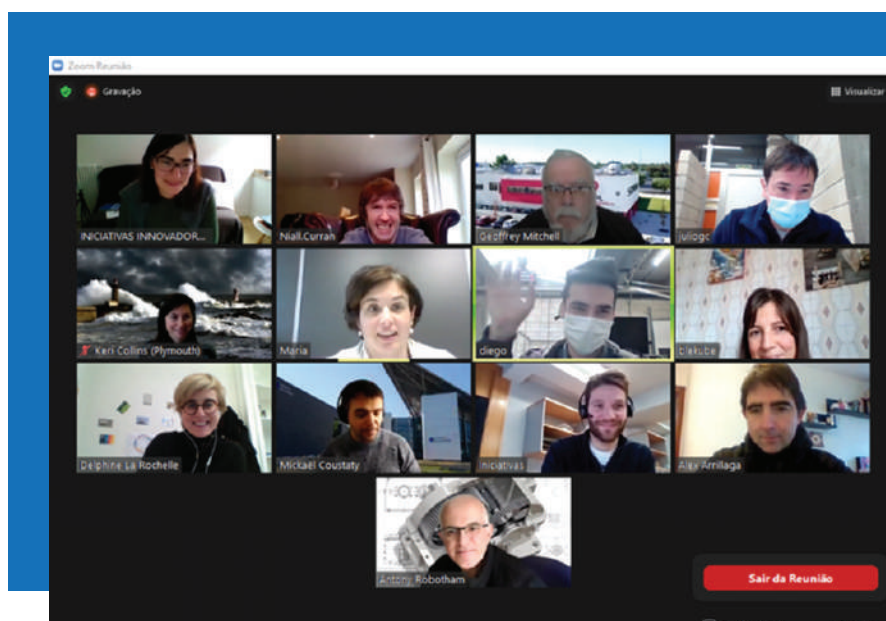 Zoom Reunião
Gravação
Visualizar
INICIATIVAS INNOVADOR...
Niall.Curran
Geoffrey Mitchell
juliogc
Keri Collins (Plymouth)
Maria
diego
Delphine La Rochelle
Mickaël Coustaty
Iniciativas
Alex Arrillaga
Antony Robotham
Sair da Reunião